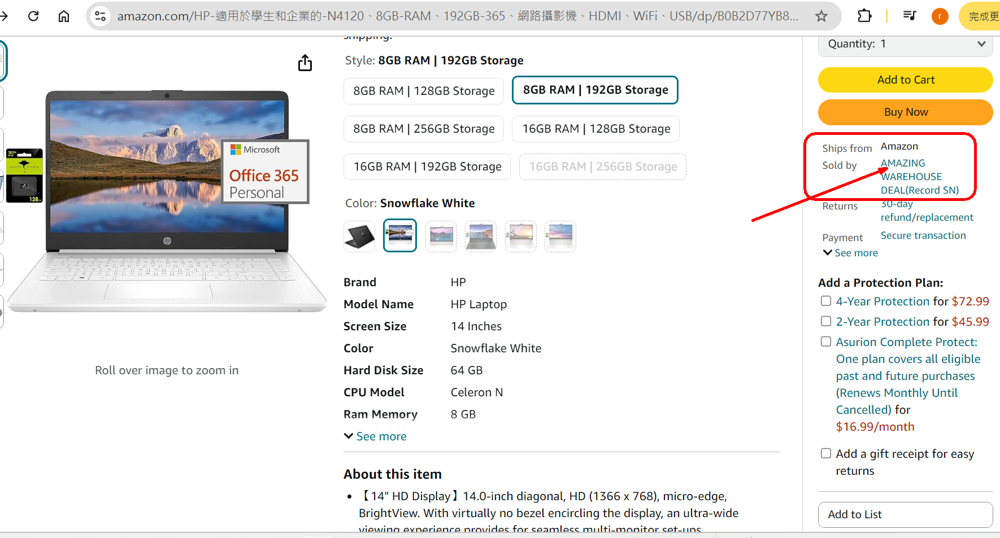 amazon.com/HP-適用於學生和企業的-N4120、8GB-RAM、192GB-365、網路攝影機、HDMI、WiFi、USB/dp/B0B2D77YB8...
r
完成更
shipping.
Style: 8GB RAM | 192GB Storage
8GB RAM | 128GB Storage
8GB RAM | 192GB Storage
8GB RAM | 256GB Storage
16GB RAM | 128GB Storage
16GB RAM | 192GB Storage
16GB RAM | 256GB Storage
Color: Snowflake White
Microsoft
Office 365
Personal
GHOST MANTA
128
hp
Roll over image to zoom in
Brand HP
Model Name HP Laptop
Screen Size 14 Inches
Color Snowflake White
Hard Disk Size 64 GB
CPU Model Celeron N
Ram Memory 8 GB
See more
About this item
• 【14" HD Display】14.0-inch diagonal, HD (1366 x 768), micro-edge,
BrightView. With virtually no bezel encircling the display, an ultra-wide
viewing experience provides for seamless multi-monitor set-ups.
Quantity: 1
Add to Cart
Buy Now
Ships from Amazon
Sold by AMAZING
WAREHOUSE
DEAL(Record SN)
Returns 30-day
refund/replacement
Payment Secure transaction
See more
Add a Protection Plan:
4-Year Protection for $72.99
2-Year Protection for $45.99
Asurion Complete Protect:
One plan covers all eligible
past and future purchases
(Renews Monthly Until
Cancelled) for
$16.99/month
Add a gift receipt for easy
returns
Add to List